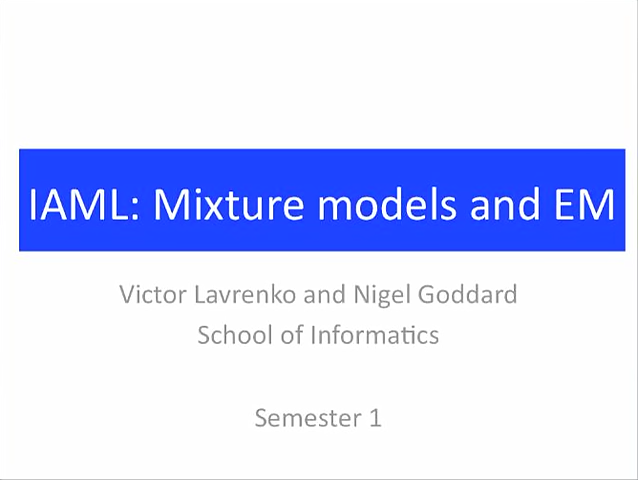 IAML: Mixture models and EM
Victor Lavrenko and Nigel Goddard
School of Informatics
Semester 1